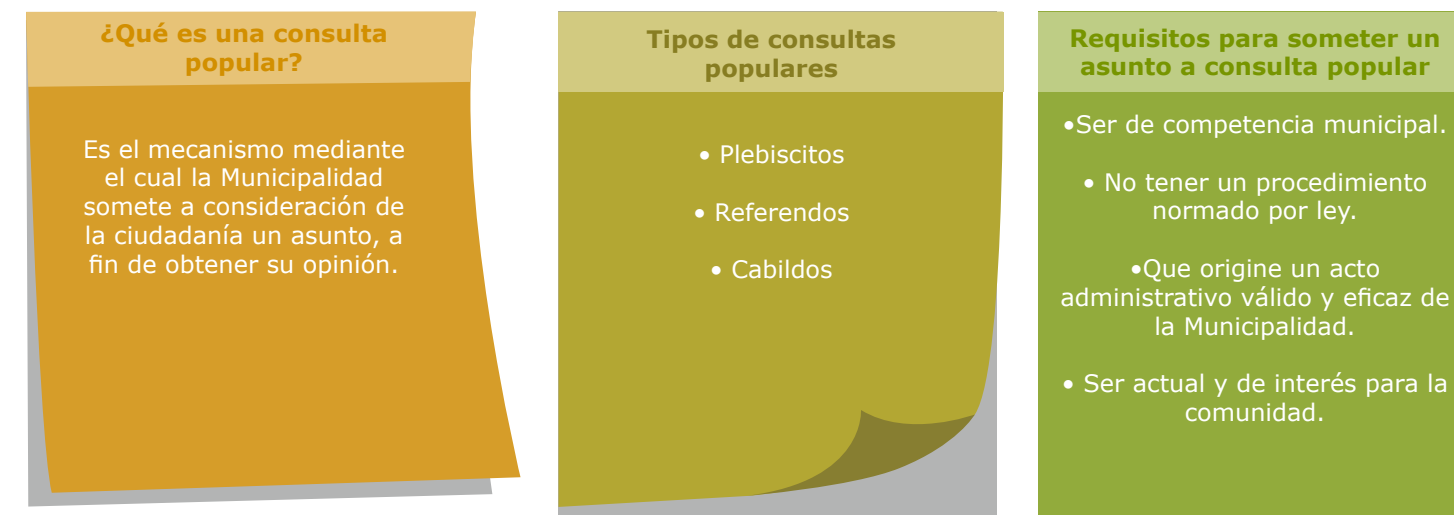 ¿Qué es una consulta
popular?
Es el mecanismo mediante
el cual la Municipalidad
somete a consideración de
la ciudadanía un asunto, a
fin de obtener su opinión.
Tipos de consultas
populares
• Plebiscitos
• Referendos
• Cabildos
Requisitos para someter un
asunto a consulta popular
•Ser de competencia municipal.
• No tener un procedimiento
normado por ley.
•Que origine un acto
administrativo válido y eficaz de
la Municipalidad.
• Ser actual y de interés para la
comunidad.